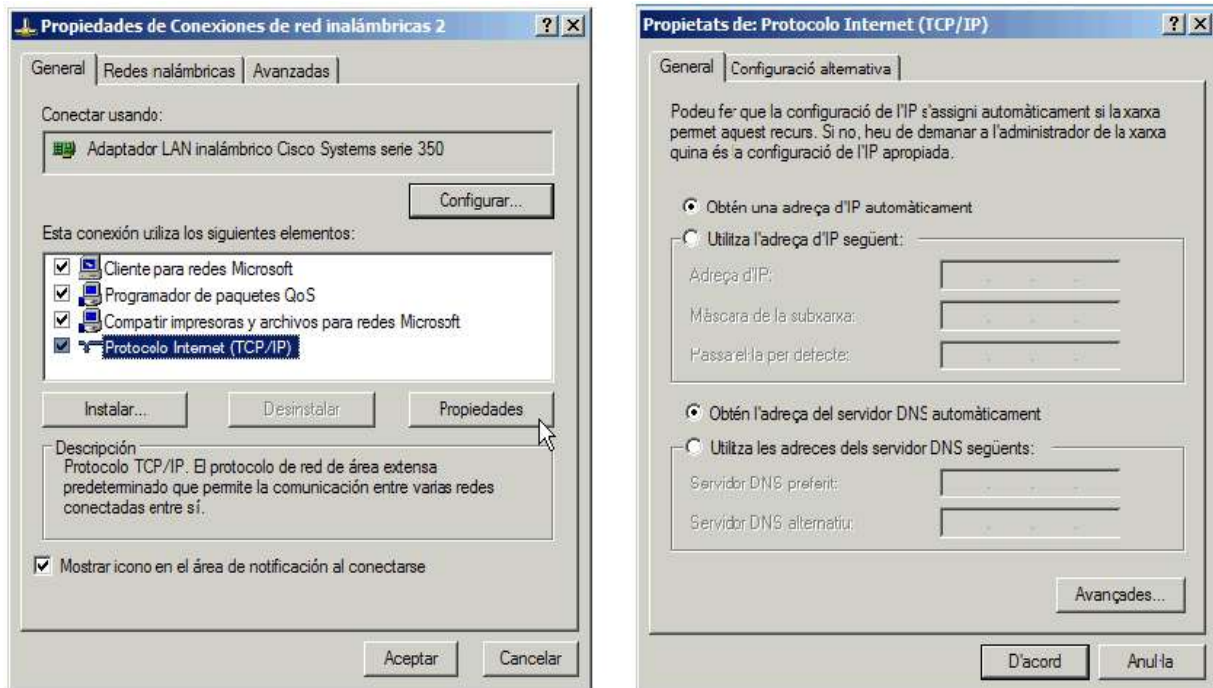 Propiedades de Conexiones de red inalámbricas 2
General
Redes nalámbricas
Avanzadas
Conectar usando:
Adaptador LAN inalámbrico Cisco Systems serie 350
Configurar...
Esta conexión utiliza los siguientes elementos:
Cliente para redes Microsoft
Programador de paquetes QoS
Compatir impresoras y archivos para redes Microsoft
Protocolo Internet (TCP/IP)
Instalar...
Desinstalar
Propiedades
Descripción
Protocolo TCP/IP. El protocolo de red de área extensa
predeterminado que permite la comunicación entre varias redes
conectadas entre sí.
Mostrar icono en el área de notificación al conectarse
Aceptar
Cancelar
Propietats de: Protocolo Internet (TCP/IP)
General
Configuració alternativa
Podeu fer que la configuració de l'IP s'assigni automàticament si la xarxa
permet aquest recurs. Si no, heu de demanar a l'administrador de la xarxa
quina és la configuració de l'IP apropiada.
Obtén una adreça d'IP automàticament
Utilitza l'adreça d'IP següent:
Adreça d'IP:
Màscara de la subxarxa:
Passarel·la per defecte:
Obtén l'adreça del servidor DNS automàticament
Utilitza les adreces dels servidor DNS següents:
Servidor DNS preferit:
Servidor DNS alternatiu:
Avançades...
D'acord
Anul·la